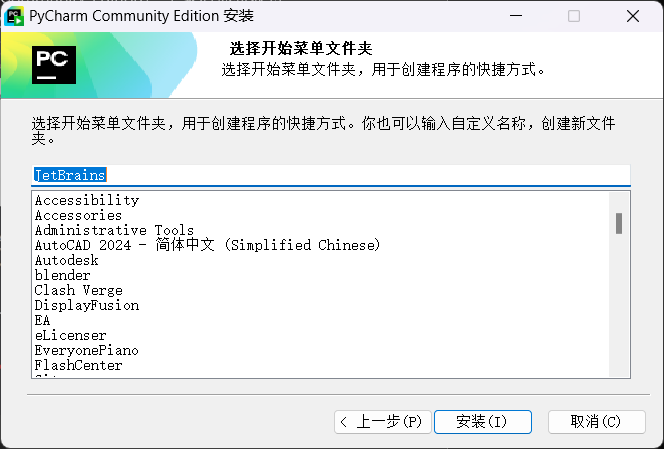 PyCharm Community Edition 安装
PC
选择开始菜单文件夹
选择开始菜单文件夹，用于创建程序的快捷方式。
选择开始菜单文件夹，用于创建程序的快捷方式。你也可以输入自定义名称，创建新文件
夹。
JetBrains
Accessibility
Accessories
Administrative Tools
AutoCAD 2024 - 简体中文 (Simplified Chinese)
Autodesk
blender
Clash Verge
DisplayFusion
EA
eLicenser
EveryonePiano
FlashCenter
< 上一步(P)
安装(I)
取消(C)